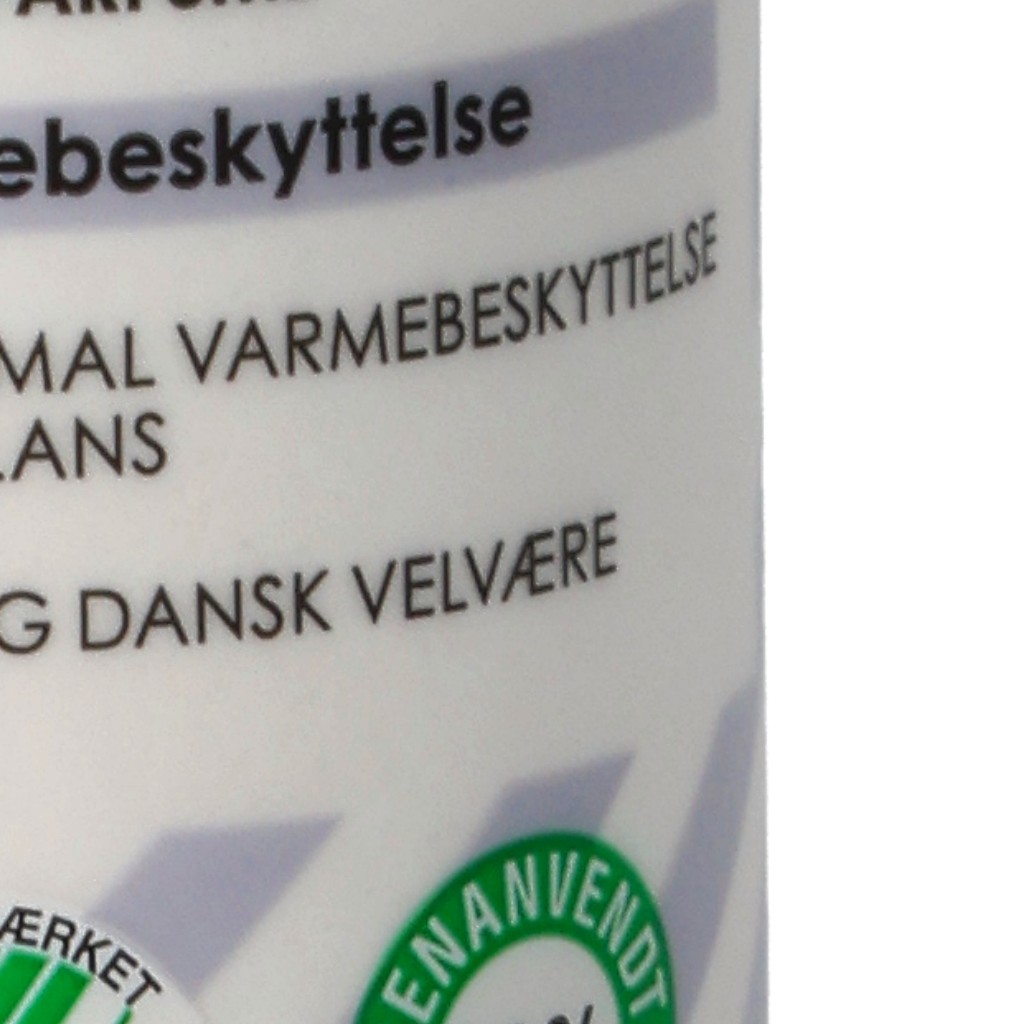 ebeskyttelse
MAL VARMEBESKYTTELSE
LANS
G DANSK VELVÆRE
ÆRKET
ENANVENDT
%